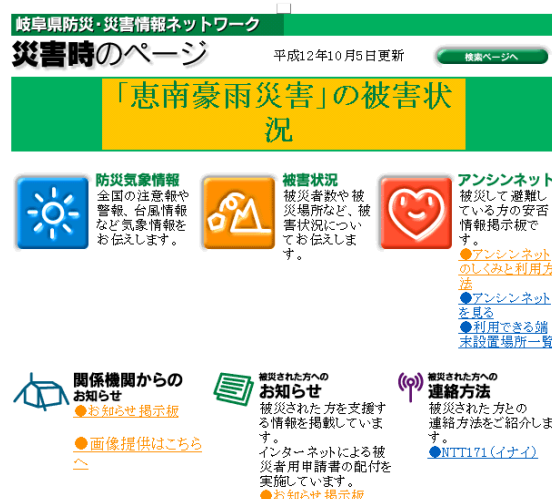 岐阜県防災・災害情報ネットワーク
災害時のページ
平成12年10月5日更新
検索ページへ
「恵南豪雨災害」の被害状
況
防災気象情報
全国の注意報や
警報、台風情報
など気象情報を
お伝えします。
被害状況
被災者数や被
災場所など、被
害状況につい
てお伝えしま
す。
アンシンネット
被災して避難し
ている方の安否
情報掲示板で
す。
●アンシンネット
のしくみと利用方
法
●アンシンネット
を見る
●利用できる端
末設置場所一覧
関係機関からの
お知らせ
●お知らせ掲示板
●画像提供はこちら
へ
被災された方への
お知らせ
被災された方を支援す
る情報を掲載していま
す。
インターネットによる被
災者用申請書の配付を
実施しています。
●お知らせ掲示板
被災された方への
連絡方法
被災された方との
連絡方法をご紹介しま
す。
●NTT171(イナイ)